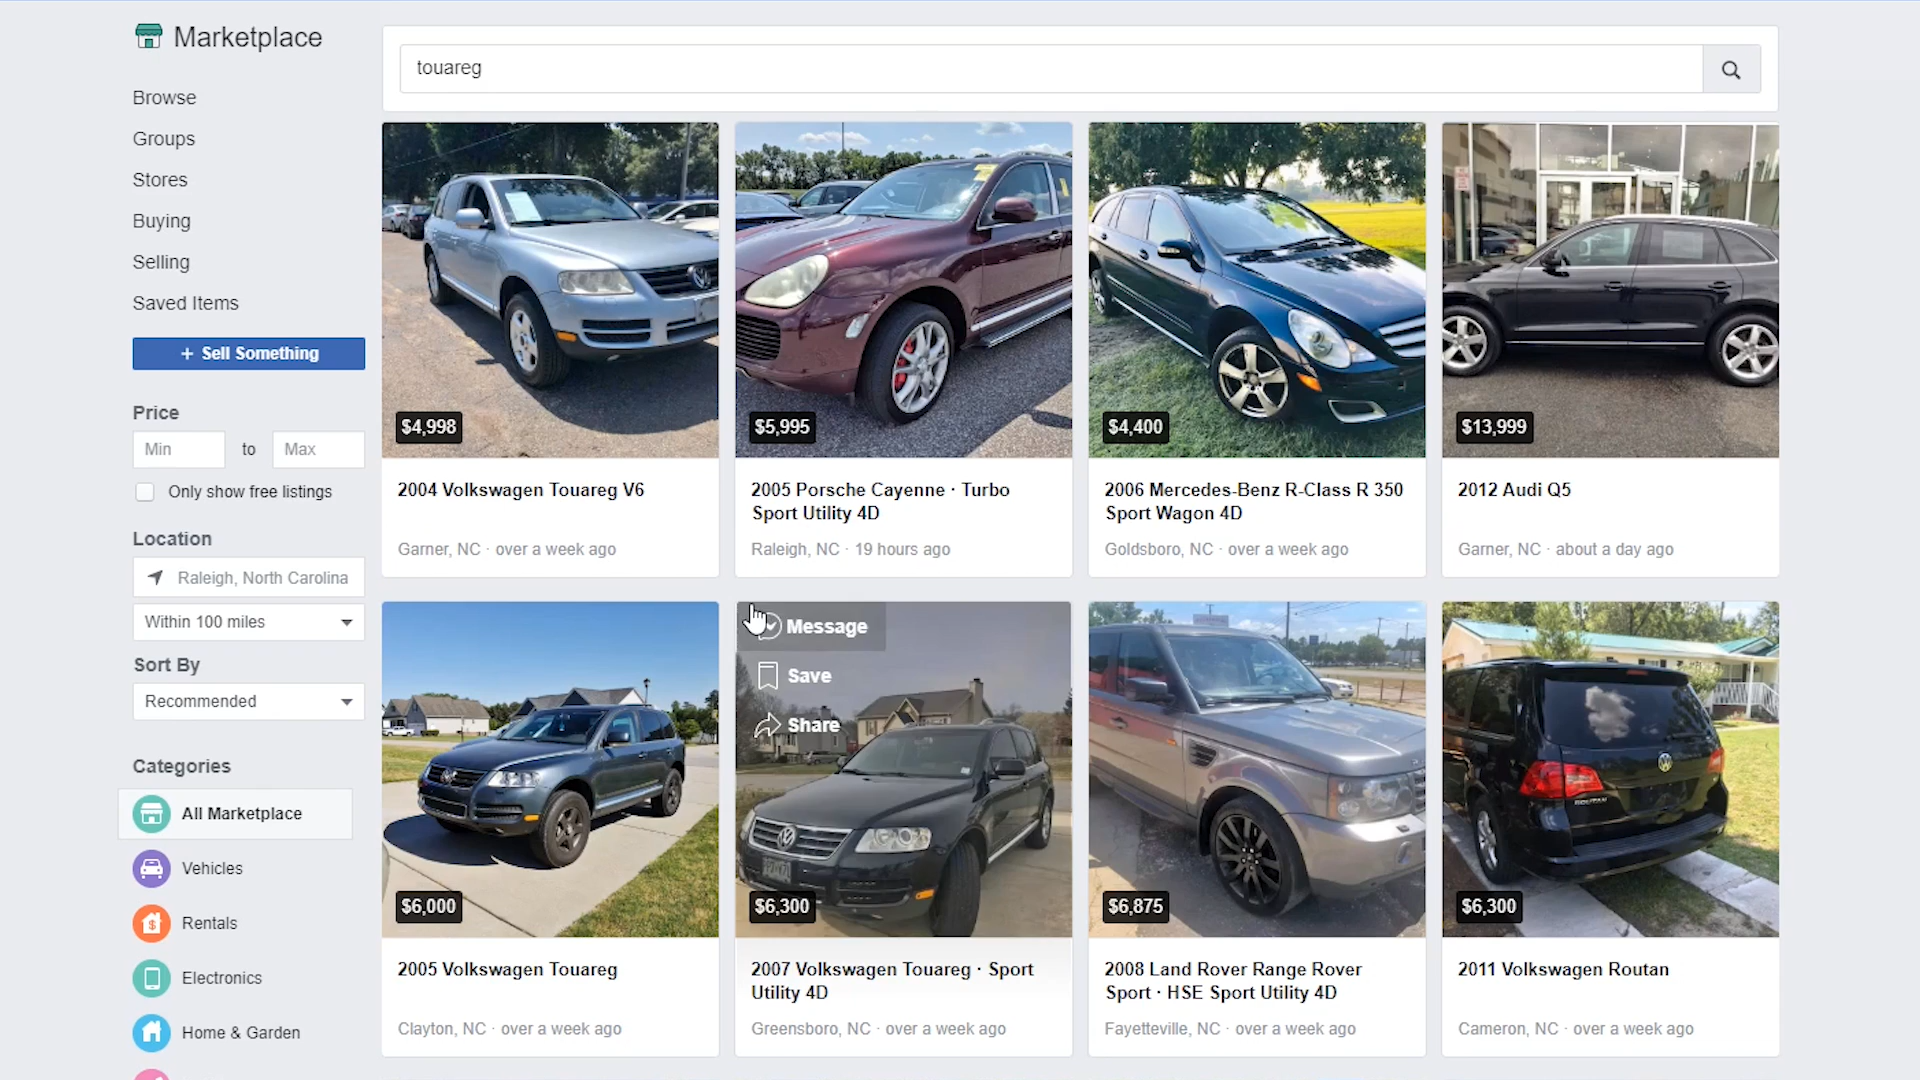 Marketplace
touareg
Browse
Groups
Stores
Buying
Selling
Saved Items
+ Sell Something
Price
Min to Max
Only show free listings
Location
Raleigh, North Carolina
Within 100 miles
Sort By
Recommended
Categories
All Marketplace
Vehicles
Rentals
Electronics
Home & Garden
$4,998
2004 Volkswagen Touareg V6
Garner, NC · over a week ago
$5,995
2005 Porsche Cayenne · Turbo
Sport Utility 4D
Raleigh, NC · 19 hours ago
$4,400
2006 Mercedes-Benz R-Class R 350
Sport Wagon 4D
Goldsboro, NC · over a week ago
$13,999
2012 Audi Q5
Garner, NC · about a day ago
$6,000
2005 Volkswagen Touareg
Clayton, NC · over a week ago
Message
Save
Share
$6,300
2007 Volkswagen Touareg · Sport
Utility 4D
Greensboro, NC · over a week ago
$6,875
2008 Land Rover Range Rover
Sport · HSE Sport Utility 4D
Fayetteville, NC · over a week ago
ROUTAN
$6,300
2011 Volkswagen Routan
Cameron, NC · over a week ago